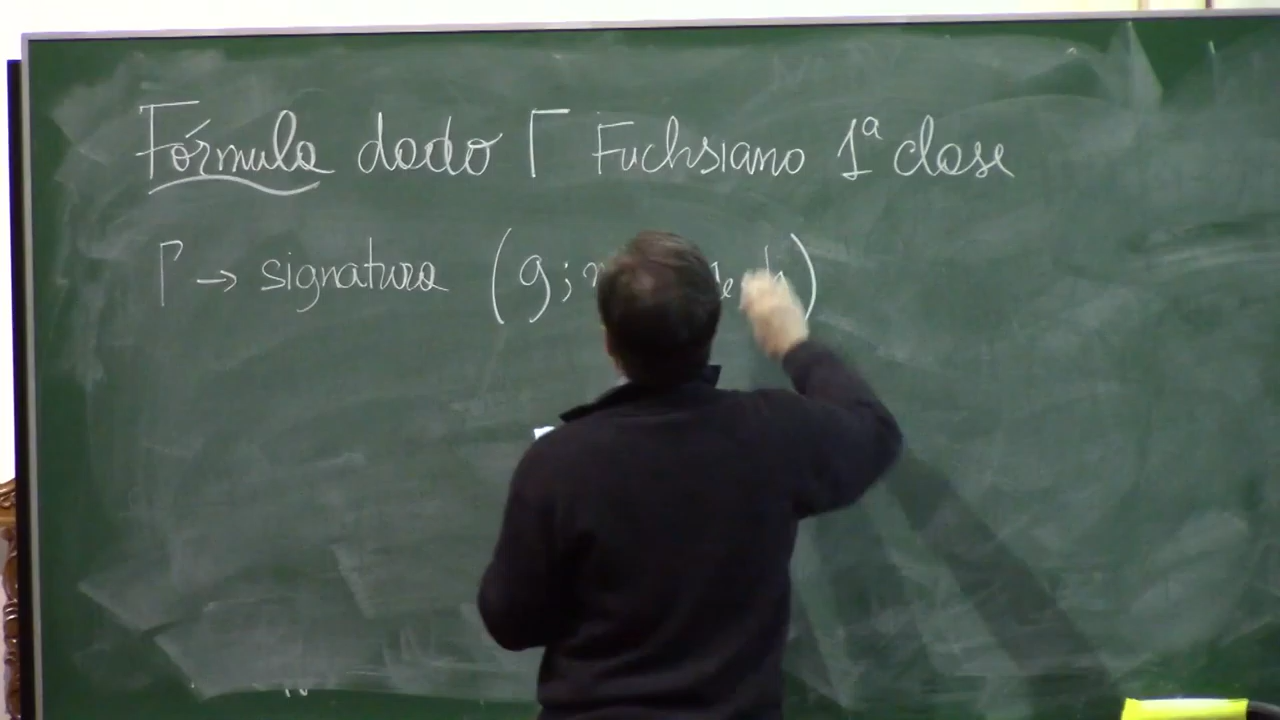 Fórmula dado Γ Fuchsiano 1ª clase
Γ → signatura (g;